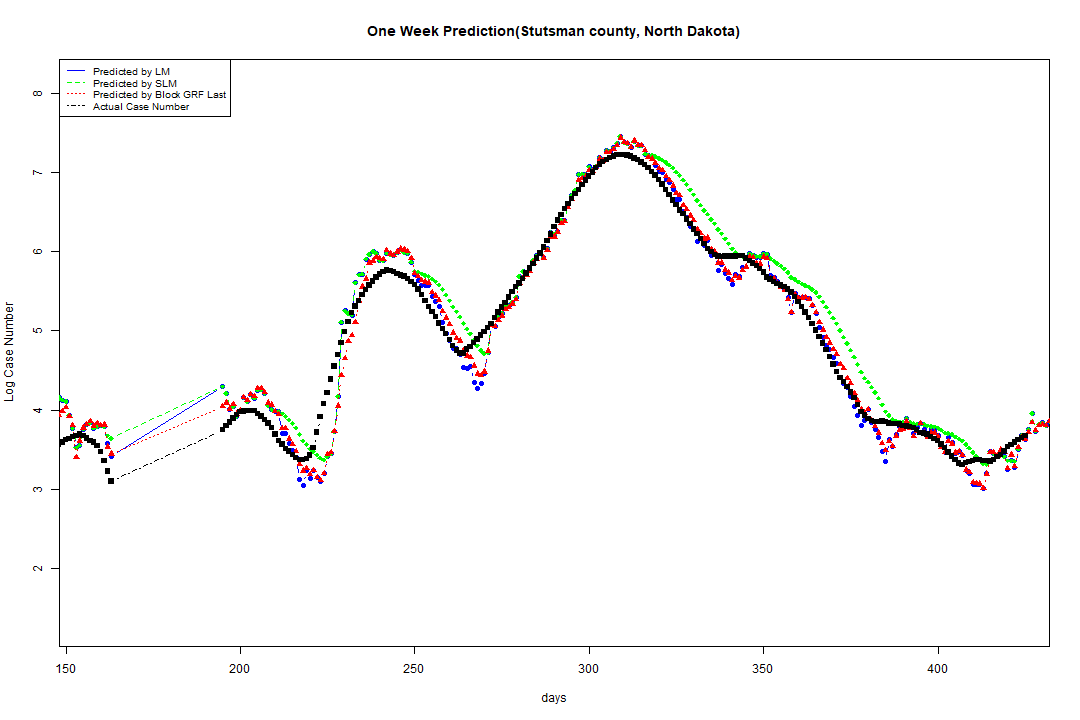 One Week Prediction(Stutsman county, North Dakota)
Predicted by LM
Predicted by SLM
Predicted by Block GRF Last
Actual Case Number
8
7
6
5
4
3
2
Log Case Number
150 200 250 300 350 400
days